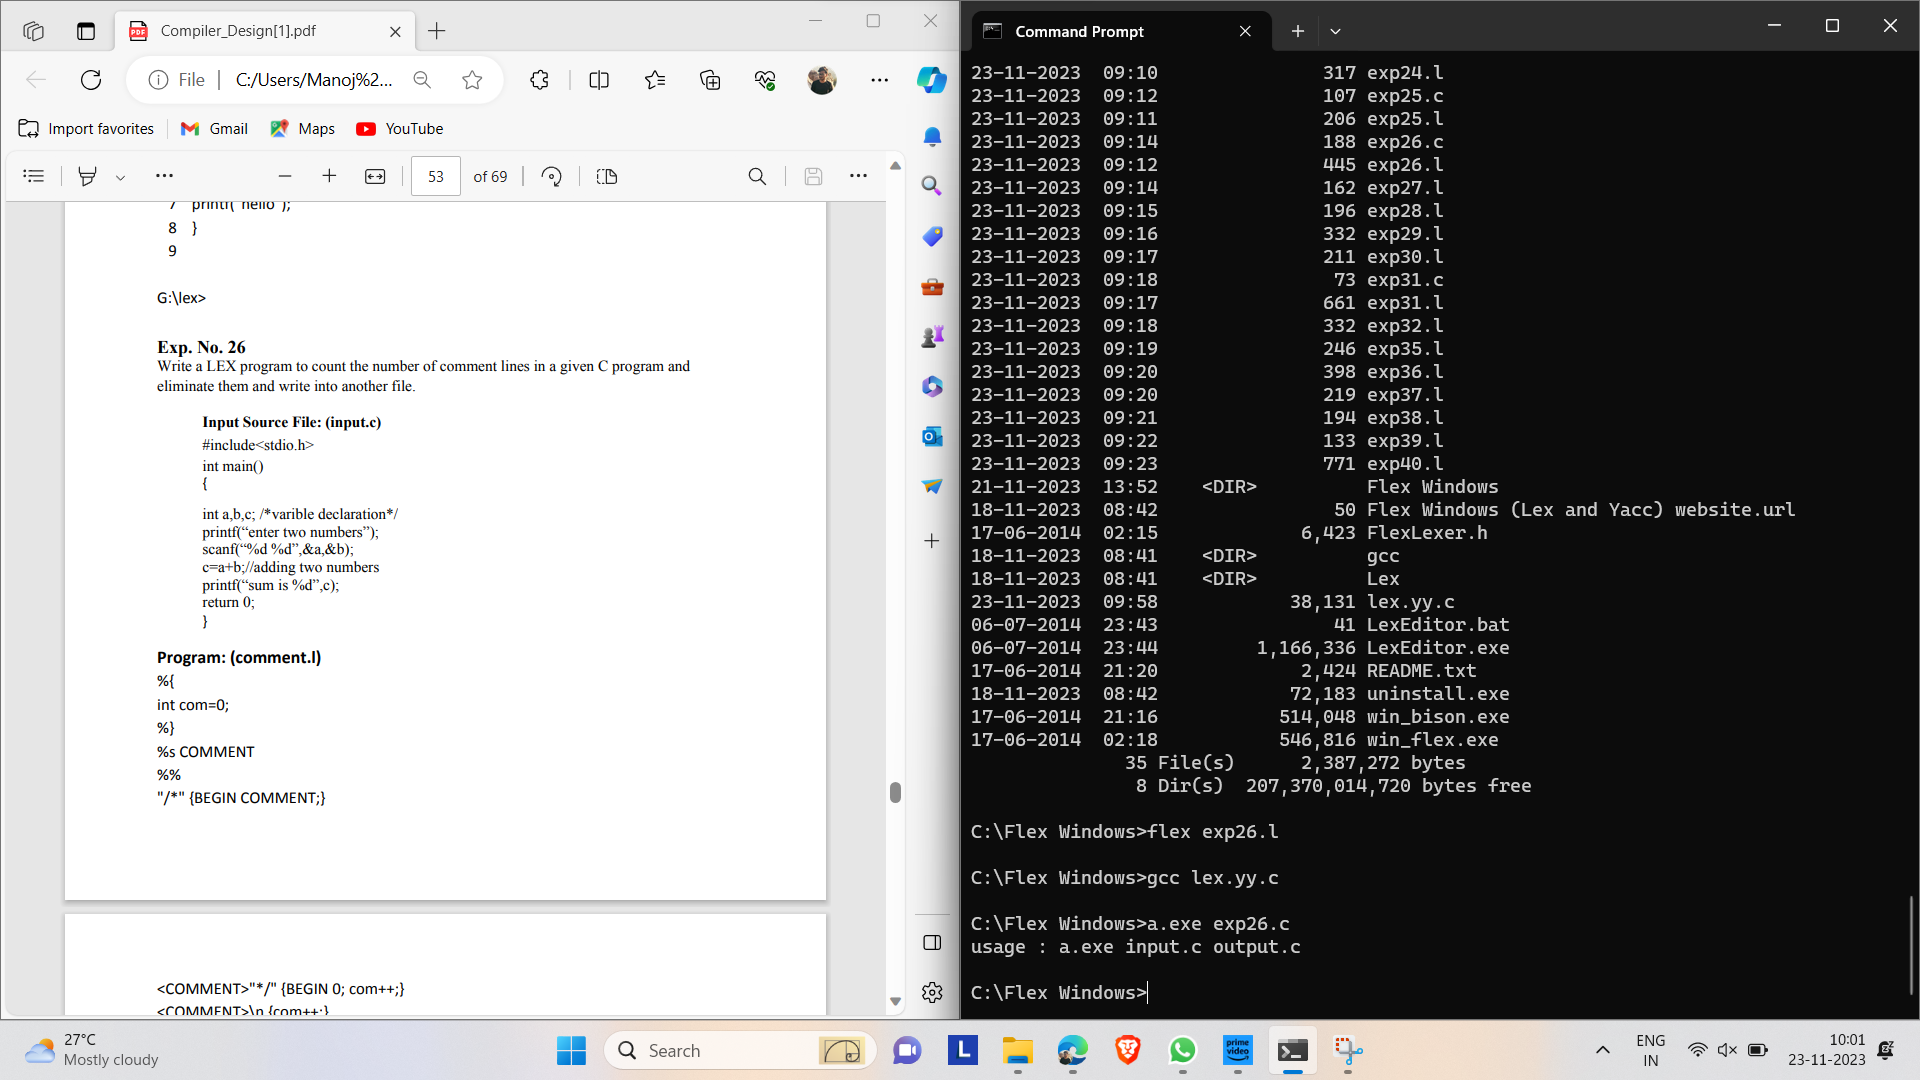 Compiler_Design[1].pdf
File
C:/Users/Manoj%2...
Import favorites
Gmail
Maps
YouTube
53
of 69
7 printf("hello");
8 }
9
G:\lex>
Exp. No. 26
Write a LEX program to count the number of comment lines in a given C program and
eliminate them and write into another file.
Input Source File: (input.c)
#include<stdio.h>
int main()
{
int a,b,c; /*varible declaration*/
printf(“enter two numbers”);
scanf(“%d %d”,&a,&b);
c=a+b;//adding two numbers
printf(“sum is %d”,c);
return 0;
}
Program: (comment.l)
%{
int com=0;
%}
%s COMMENT
%%
"/*" {BEGIN COMMENT;}
<COMMENT>"*/" {BEGIN 0; com++;}
<COMMENT>\n {com++;}
Command Prompt
23-11-2023 09:10 317 exp24.l
23-11-2023 09:12 107 exp25.c
23-11-2023 09:11 206 exp25.l
23-11-2023 09:14 188 exp26.c
23-11-2023 09:12 445 exp26.l
23-11-2023 09:14 162 exp27.l
23-11-2023 09:15 196 exp28.l
23-11-2023 09:16 332 exp29.l
23-11-2023 09:17 211 exp30.l
23-11-2023 09:18 73 exp31.c
23-11-2023 09:17 661 exp31.l
23-11-2023 09:18 332 exp32.l
23-11-2023 09:19 246 exp35.l
23-11-2023 09:20 398 exp36.l
23-11-2023 09:20 219 exp37.l
23-11-2023 09:21 194 exp38.l
23-11-2023 09:22 133 exp39.l
23-11-2023 09:23 771 exp40.l
21-11-2023 13:52 <DIR> Flex Windows
18-11-2023 08:42 50 Flex Windows (Lex and Yacc) website.url
17-06-2014 02:15 6,423 FlexLexer.h
18-11-2023 08:41 <DIR> gcc
18-11-2023 08:41 <DIR> Lex
23-11-2023 09:58 38,131 lex.yy.c
06-07-2014 23:43 41 LexEditor.bat
06-07-2014 23:44 1,166,336 LexEditor.exe
17-06-2014 21:20 2,424 README.txt
18-11-2023 08:42 72,183 uninstall.exe
17-06-2014 21:16 514,048 win_bison.exe
17-06-2014 02:18 546,816 win_flex.exe
35 File(s) 2,387,272 bytes
8 Dir(s) 207,370,014,720 bytes free
C:\Flex Windows>flex exp26.l
C:\Flex Windows>gcc lex.yy.c
C:\Flex Windows>a.exe exp26.c
usage : a.exe input.c output.c
C:\Flex Windows>
27°C
Mostly cloudy
Search
L
prime video
ENG
IN
10:01
23-11-2023